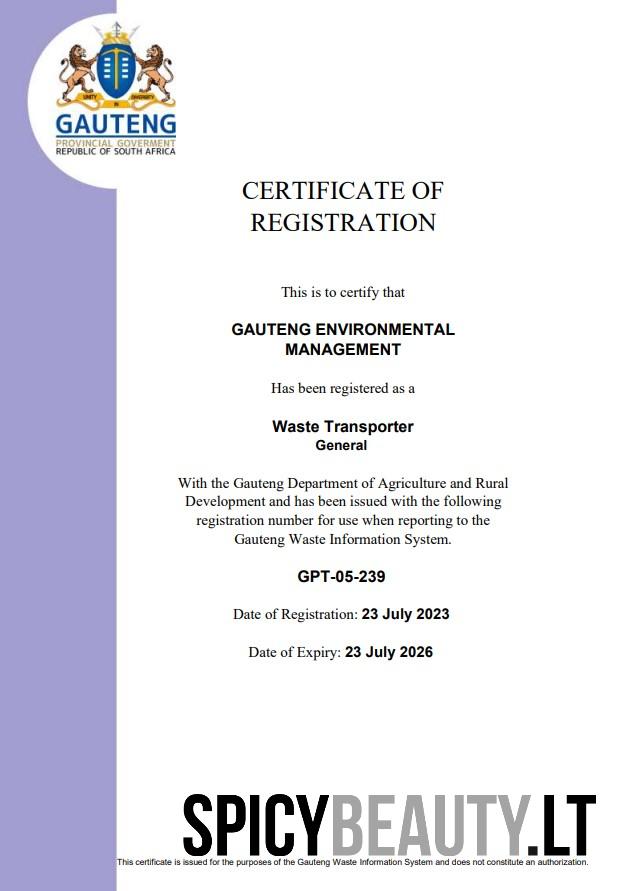 UNITY IN DIVERSITY
GAUTENG
PROVINCIAL GOVERMENT
REPUBLIC OF SOUTH AFRICA
CERTIFICATE OF
REGISTRATION
This is to certify that
GAUTENG ENVIRONMENTAL
MANAGEMENT
Has been registered as a
Waste Transporter
General
With the Gauteng Department of Agriculture and Rural
Development and has been issued with the following
registration number for use when reporting to the
Gauteng Waste Information System.
GPT-05-239
Date of Registration: 23 July 2023
Date of Expiry: 23 July 2026
SPICYBEAUTY.LT
This certificate is issued for the purposes of the Gauteng Waste Information System and does not constitute an authorization.